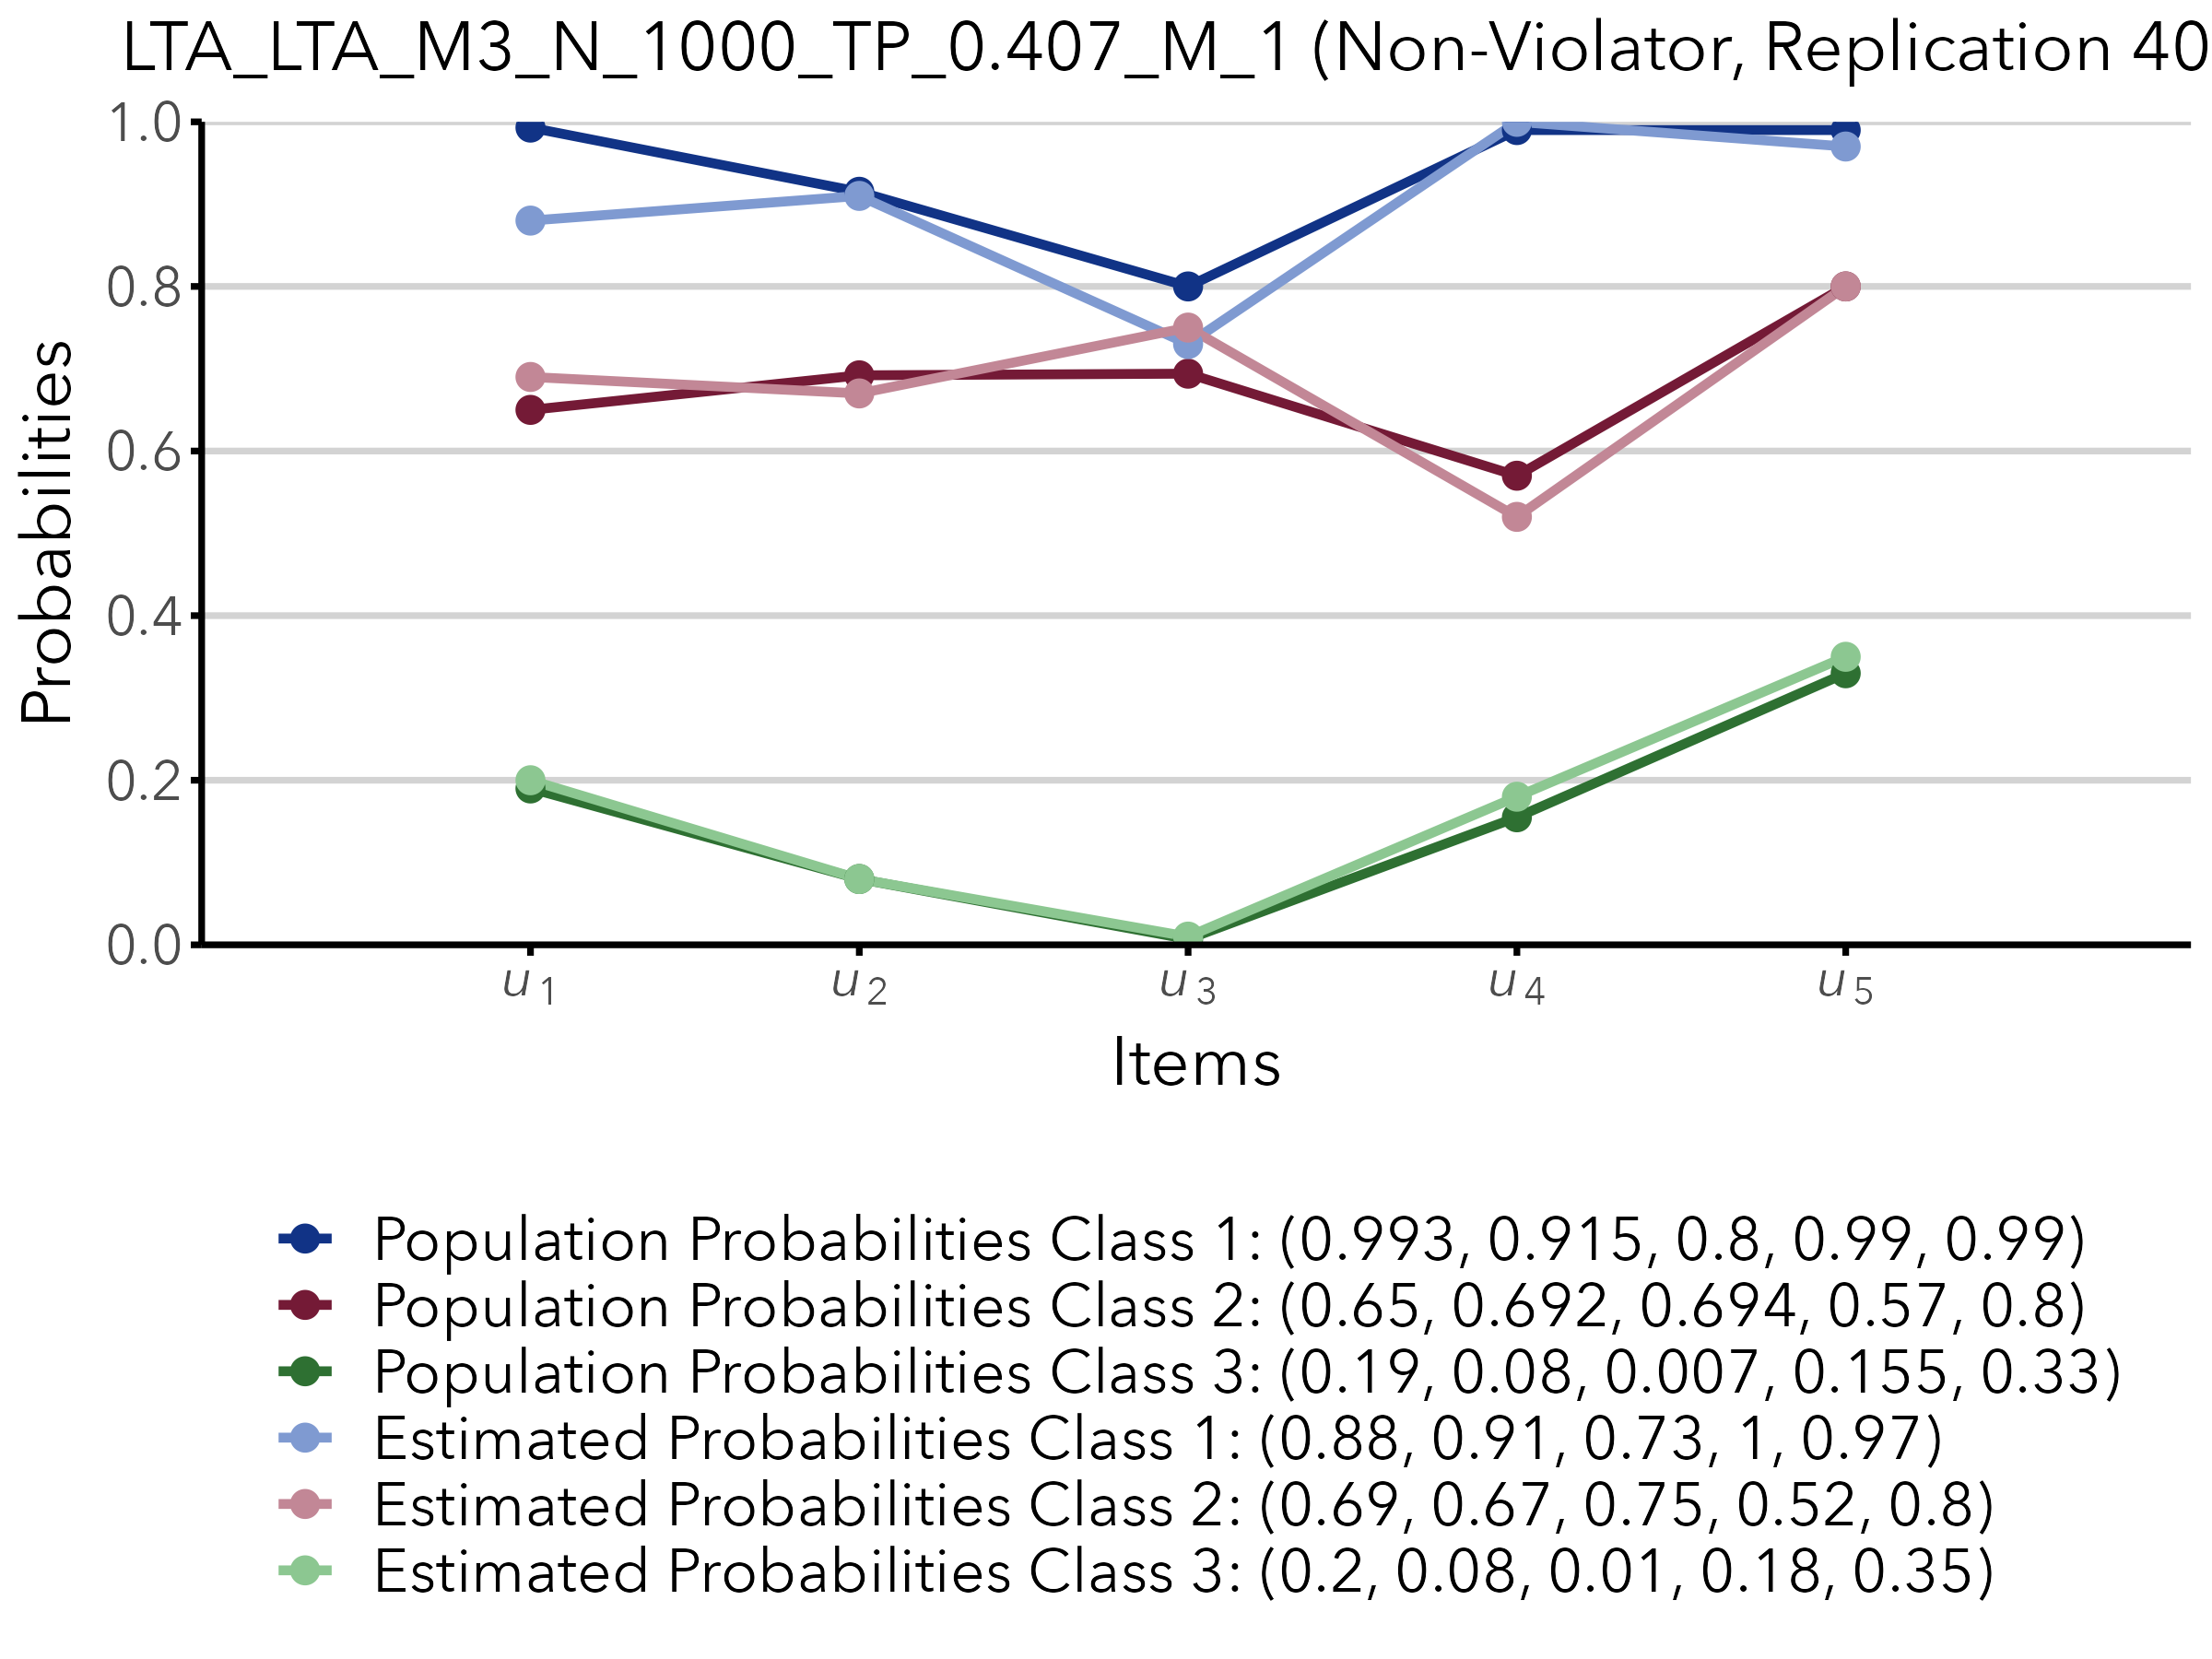 LTA_LTA_M3_N_1000_TP_0.407_M_1 (Non-Violator, Replication 40
1.0
0.8
0.6
0.4
0.2
0.0
Probabilities
u1 u2 u3 u4 u5
Items
Population Probabilities Class 1: (0.993, 0.915, 0.8, 0.99, 0.99)
Population Probabilities Class 2: (0.65, 0.692, 0.694, 0.57, 0.8)
Population Probabilities Class 3: (0.19, 0.08, 0.007, 0.155, 0.33)
Estimated Probabilities Class 1: (0.88, 0.91, 0.73, 1, 0.97)
Estimated Probabilities Class 2: (0.69, 0.67, 0.75, 0.52, 0.8)
Estimated Probabilities Class 3: (0.2, 0.08, 0.01, 0.18, 0.35)